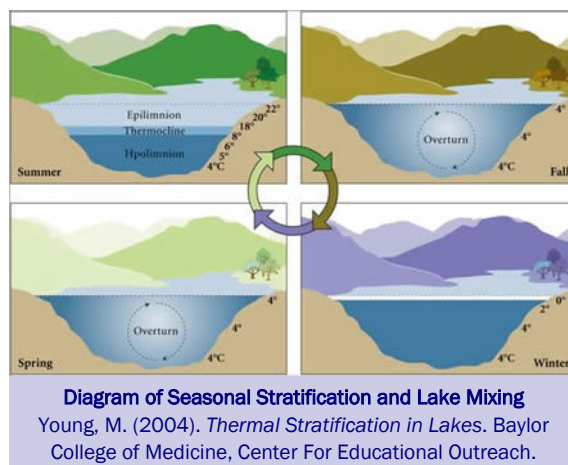 Epilimnion
Thermocline
Hpolimnion
22°
20°
18°
8°
6°
5°
4°C
Summer
Overturn
4°
4°
4°C
Fall
Overturn
4°
4°
4°C
Spring
0°
2°
4°
4°C
Winter
Diagram of Seasonal Stratification and Lake Mixing
Young, M. (2004). Thermal Stratification in Lakes. Baylor
College of Medicine, Center For Educational Outreach.